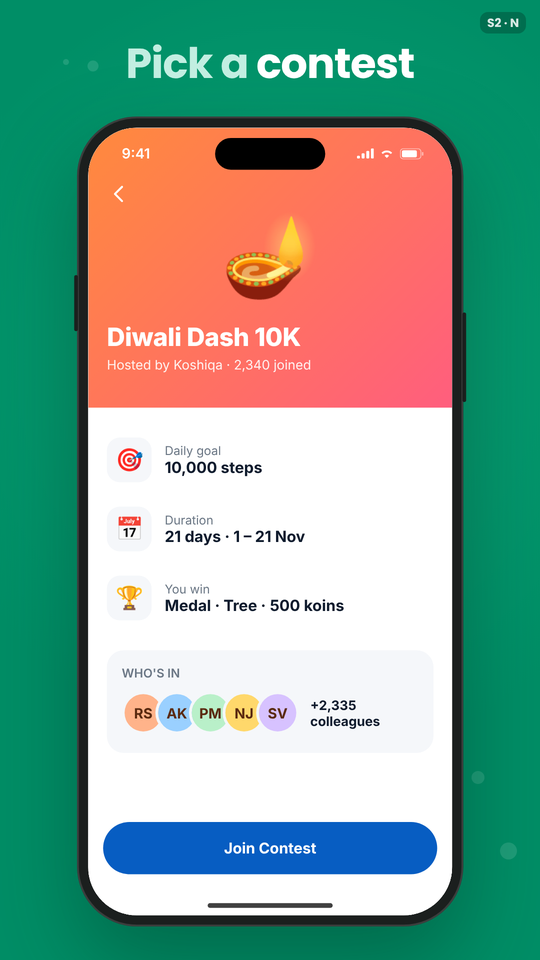 S2 · N
Pick a contest
9:41
Diwali Dash 10K
Hosted by Koshiqa · 2,340 joined
Daily goal
10,000 steps
July
17
Duration
21 days · 1 – 21 Nov
You win
Medal · Tree · 500 koins
WHO'S IN
RS AK PM NJ SV
+2,335
colleagues
Join Contest